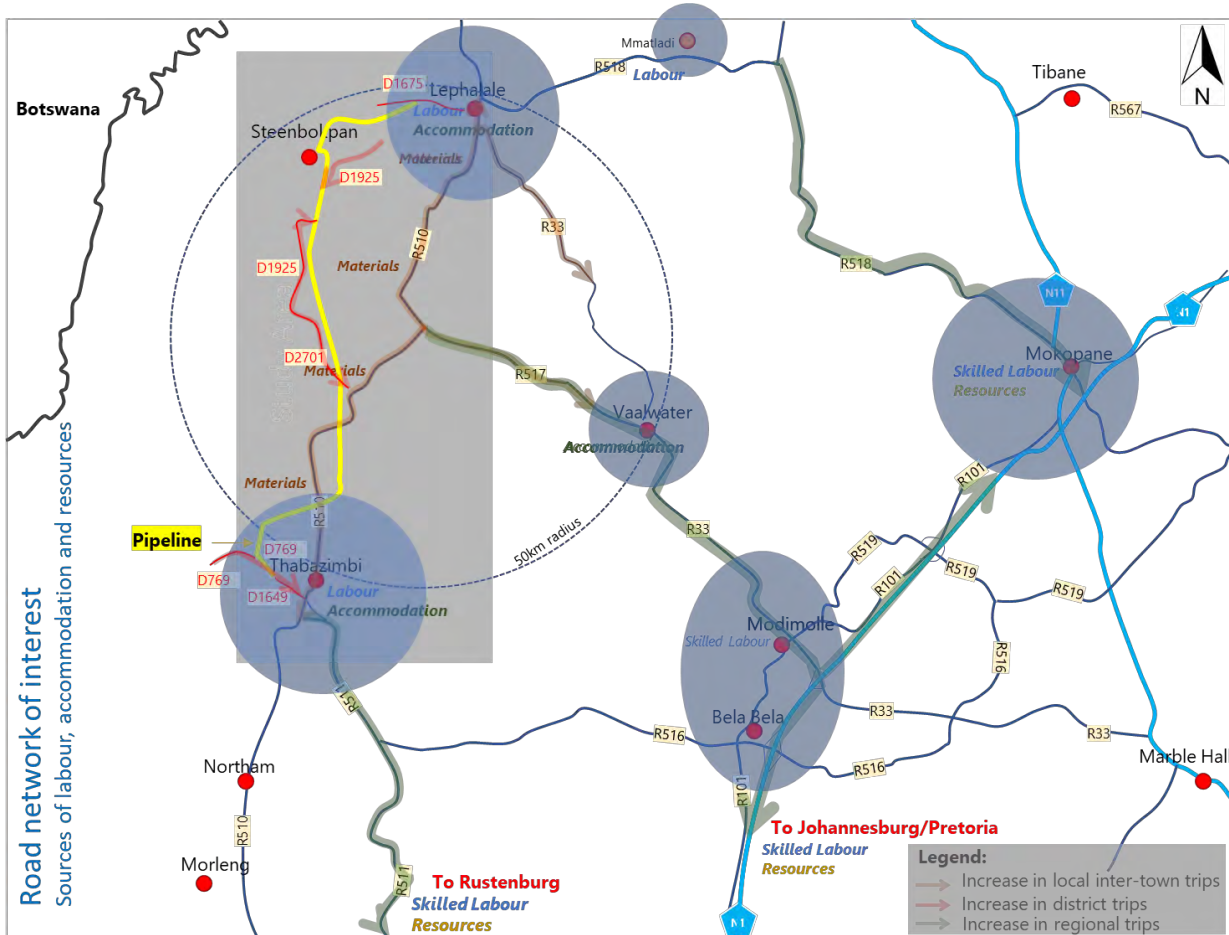 Mmatladi
R518
Labour
Tibane
N
R567
Botswana
D1675
Lephalale
Labour
Accommodation
Steenbokpan
Materials
D1925
R510
R33
Materials
D1925
R518
N11
N1
D2701
Materials
R517
Mokopane
Skilled Labour
Resources
Vaalwater
Accommodation
Materials
R510
R101
R33
50km radius
Pipeline
D769
Thabazimbi
D769
D1649
Labour
Accommodation
R519
R101
R519
R519
Modimolle
Skilled Labour
R516
R511
Bela Bela
R33
R33
R516
R516
Marble Hall
Northam
R101
R510
Morleng
To Johannesburg/Pretoria
Skilled Labour
Resources
R511
To Rustenburg
Skilled Labour
Resources
N1
Road network of interest
Sources of labour, accommodation and resources
Legend:
Increase in local inter-town trips
Increase in district trips
Increase in regional trips